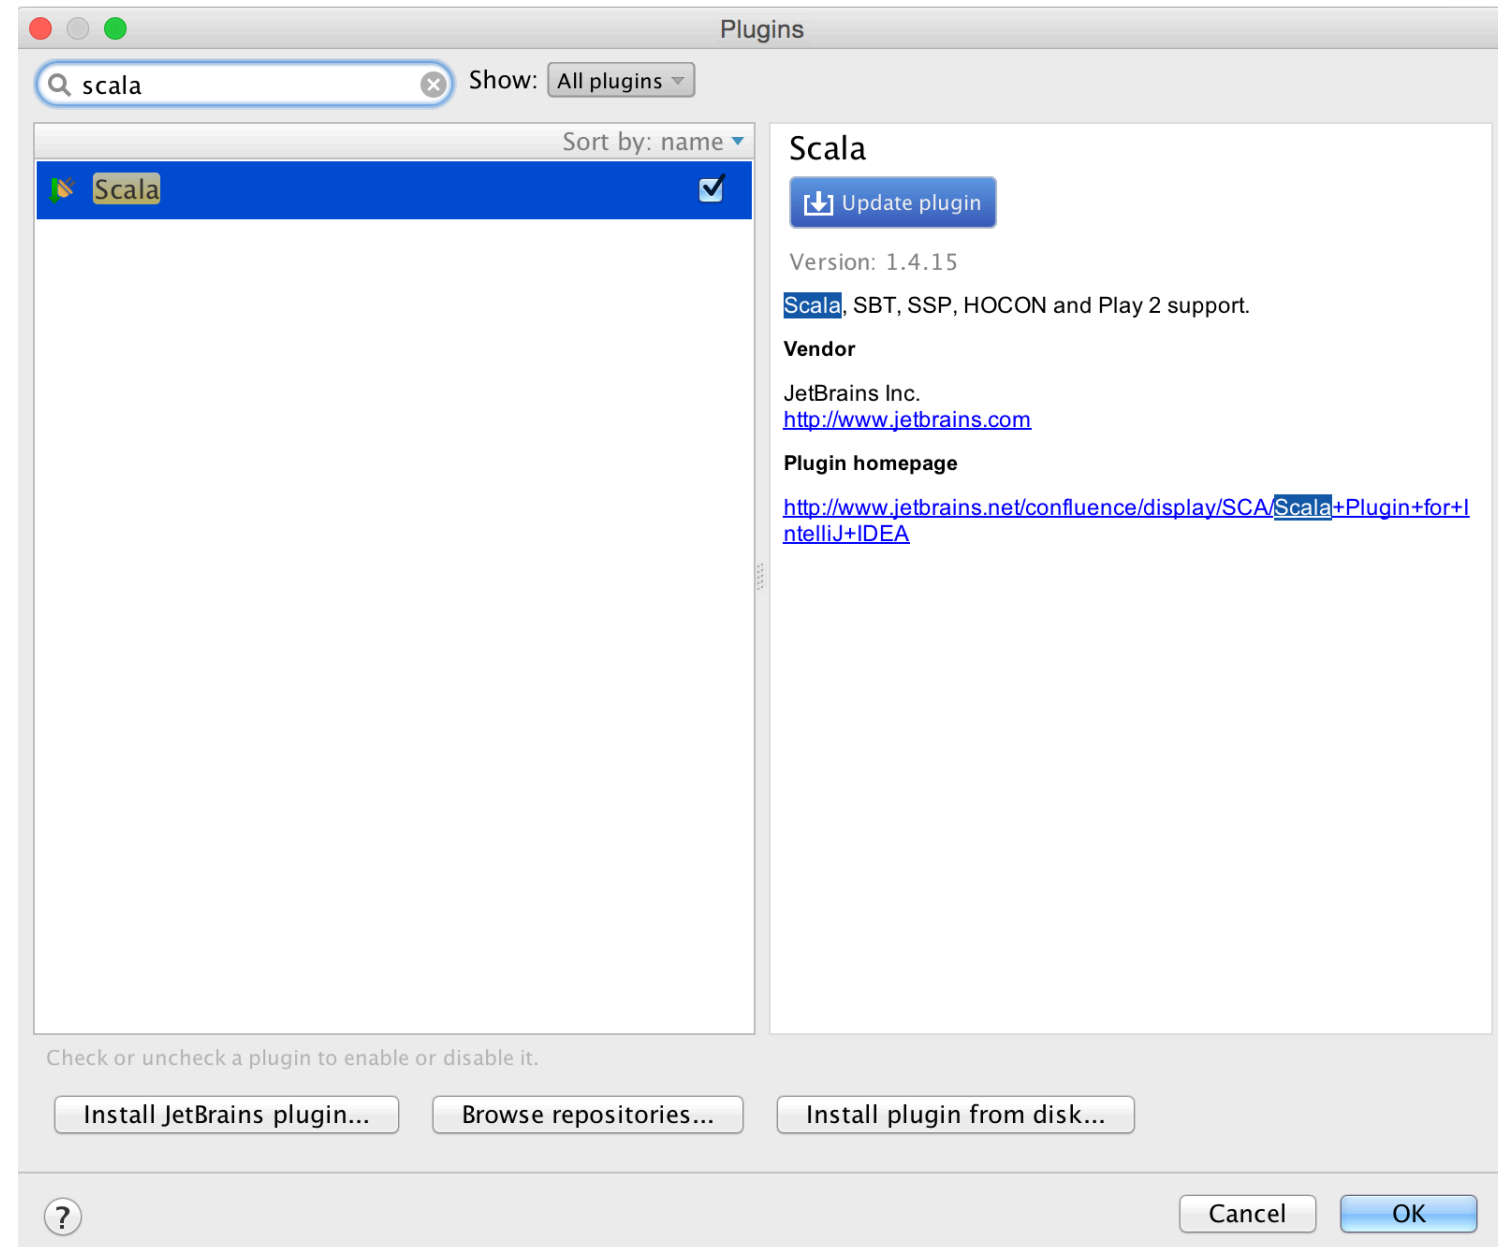 Plugins
scala
Show: All plugins
Sort by: name
Scala
Scala
Update plugin
Version: 1.4.15
Scala, SBT, SSP, HOCON and Play 2 support.
Vendor
JetBrains Inc.
http://www.jetbrains.com
Plugin homepage
http://www.jetbrains.net/confluence/display/SCA/Scala+Plugin+for+I
ntelliJ+IDEA
Check or uncheck a plugin to enable or disable it.
Install JetBrains plugin...
Browse repositories...
Install plugin from disk...
?
Cancel
OK